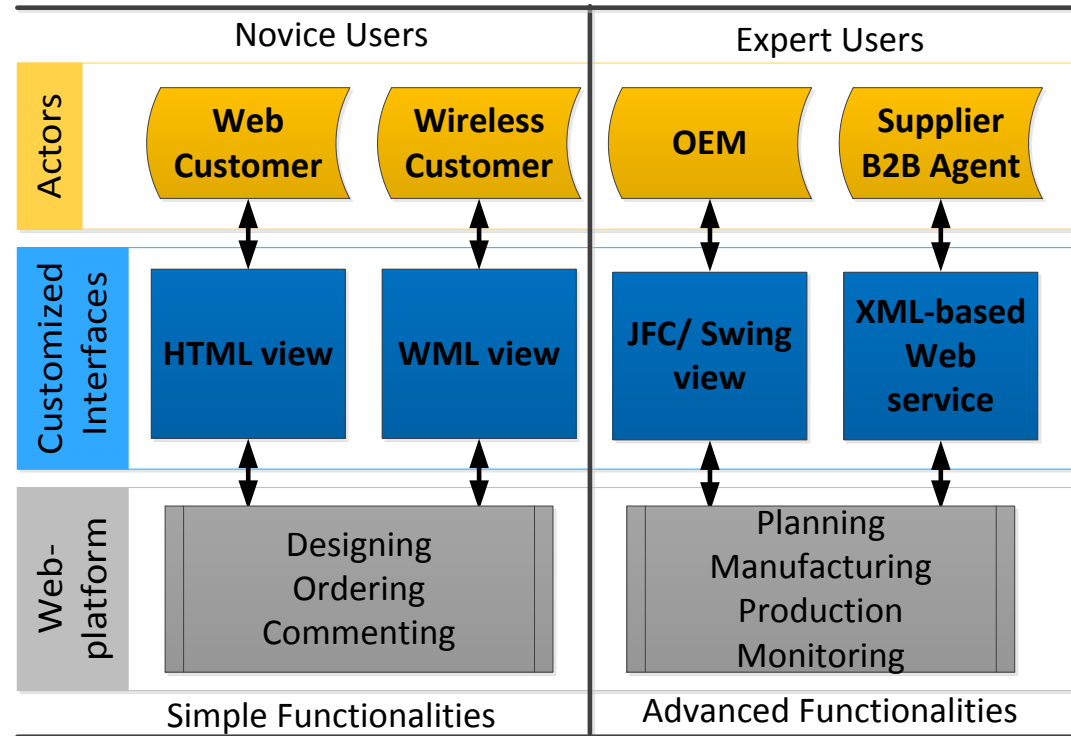 Novice Users
Expert Users
Actors
Web
Customer
Wireless
Customer
OEM
Supplier
B2B Agent
Customized
Interfaces
HTML view
WML view
JFC/ Swing
view
XML-based
Web
service
Web-
platform
Designing
Ordering
Commenting
Planning
Manufacturing
Production
Monitoring
Simple Functionalities
Advanced Functionalities